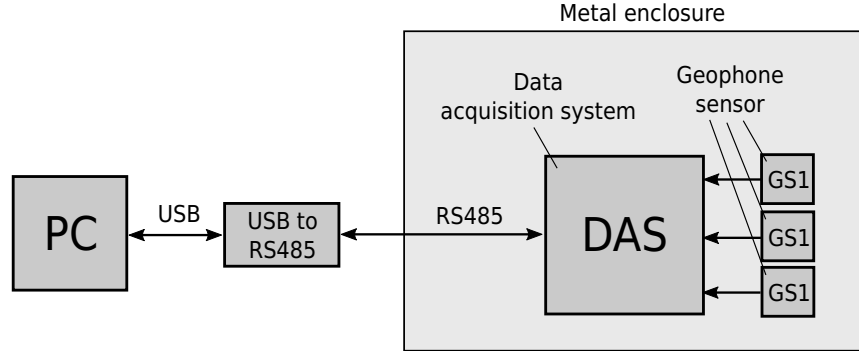 Metal enclosure
Data
acquisition system
Geophone
sensor
PC
USB
USB to
RS485
RS485
DAS
GS1
GS1
GS1